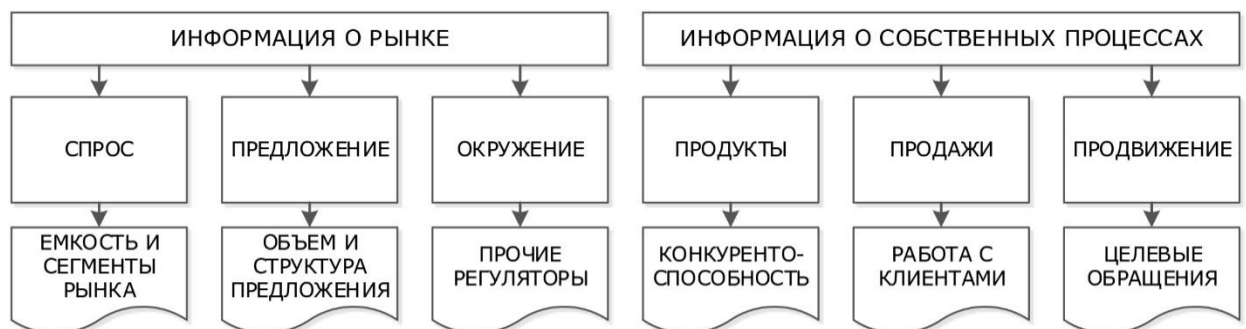 ИНФОРМАЦИЯ О РЫНКЕ
ИНФОРМАЦИЯ О СОБСТВЕННЫХ ПРОЦЕССАХ
СПРОС
ПРЕДЛОЖЕНИЕ
ОКРУЖЕНИЕ
ПРОДУКТЫ
ПРОДАЖИ
ПРОДВИЖЕНИЕ
ЕМКОСТЬ И
СЕГМЕНТЫ
РЫНКА
ОБЪЕМ И
СТРУКТУРА
ПРЕДЛОЖЕНИЯ
ПРОЧИЕ
РЕГУЛЯТОРЫ
КОНКУРЕНТО-
СПОСОБНОСТЬ
РАБОТА С
КЛИЕНТАМИ
ЦЕЛЕВЫЕ
ОБРАЩЕНИЯ